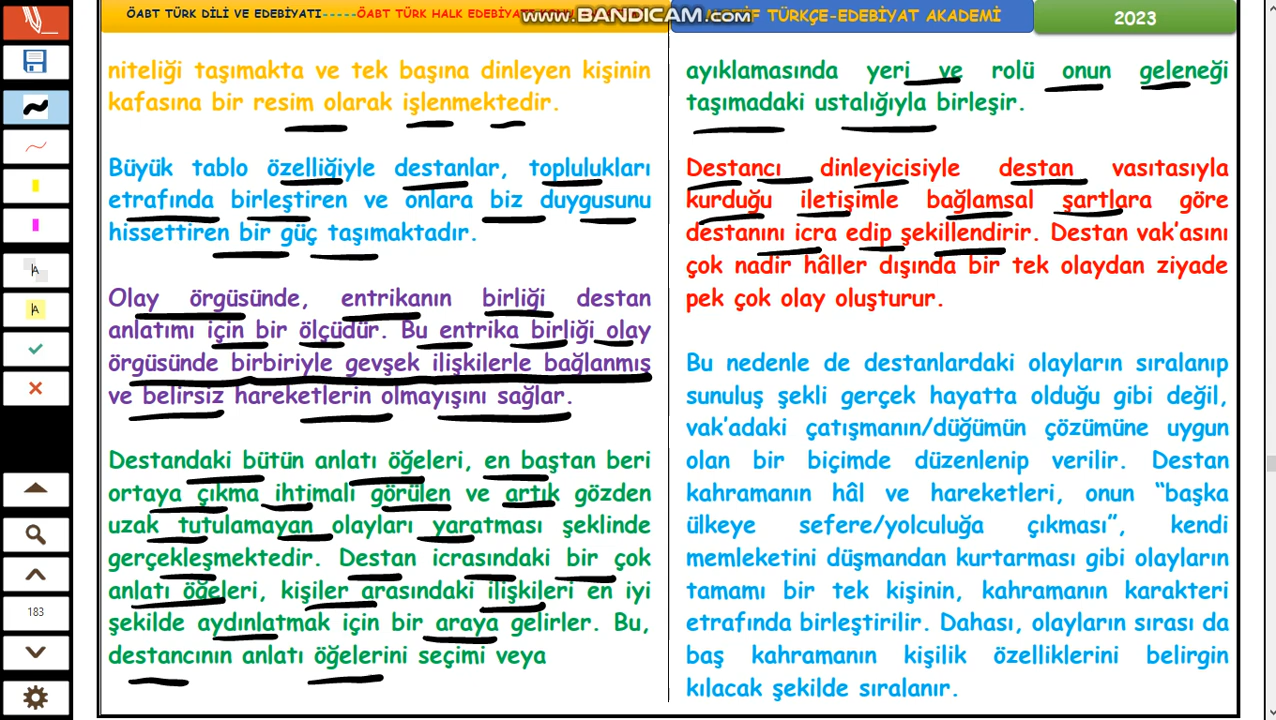 ÖABT TÜRK DİLİ VE EDEBİYATI-----ÖABT TÜRK HALK EDEBİYATI
www.BANDICAM.com
TÜRKÇE-EDEBİYAT AKADEMİ
2023
niteliği taşımakta ve tek başına dinleyen kişinin
kafasına bir resim olarak işlenmektedir.
Büyük tablo özelliğiyle destanlar, toplulukları
etrafında birleştiren ve onlara biz duygusunu
hissettiren bir güç taşımaktadır.
Olay örgüsünde, entrikanın birliği destan
anlatımı için bir ölçüdür. Bu entrika birliği olay
örgüsünde birbiriyle gevşek ilişkilerle bağlanmış
ve belirsiz hareketlerin olmayışını sağlar.
Destandaki bütün anlatı öğeleri, en baştan beri
ortaya çıkma ihtimali görülen ve artık gözden
uzak tutulamayan olayları yaratması şeklinde
gerçekleşmektedir. Destan icrasındaki bir çok
anlatı öğeleri, kişiler arasındaki ilişkileri en iyi
şekilde aydınlatmak için bir araya gelirler. Bu,
destancının anlatı öğelerini seçimi veya
ayıklamasında yeri ve rolü onun geleneği
taşımadaki ustalığıyla birleşir.
Destancı dinleyicisiyle destan vasıtasıyla
kurduğu iletişimle bağlamsal şartlara göre
destanını icra edip şekillendirir. Destan vak’asını
çok nadir hâller dışında bir tek olaydan ziyade
pek çok olay oluşturur.
Bu nedenle de destanlardaki olayların sıralanıp
sunuluş şekli gerçek hayatta olduğu gibi değil,
vak’adaki çatışmanın/düğümün çözümüne uygun
olan bir biçimde düzenlenip verilir. Destan
kahramanın hâl ve hareketleri, onun “başka
ülkeye sefere/yolculuğa çıkması”, kendi
memleketini düşmandan kurtarması gibi olayların
tamamı bir tek kişinin, kahramanın karakteri
etrafında birleştirilir. Dahası, olayların sırası da
baş kahramanın kişilik özelliklerini belirgin
kılacak şekilde sıralanır.
183